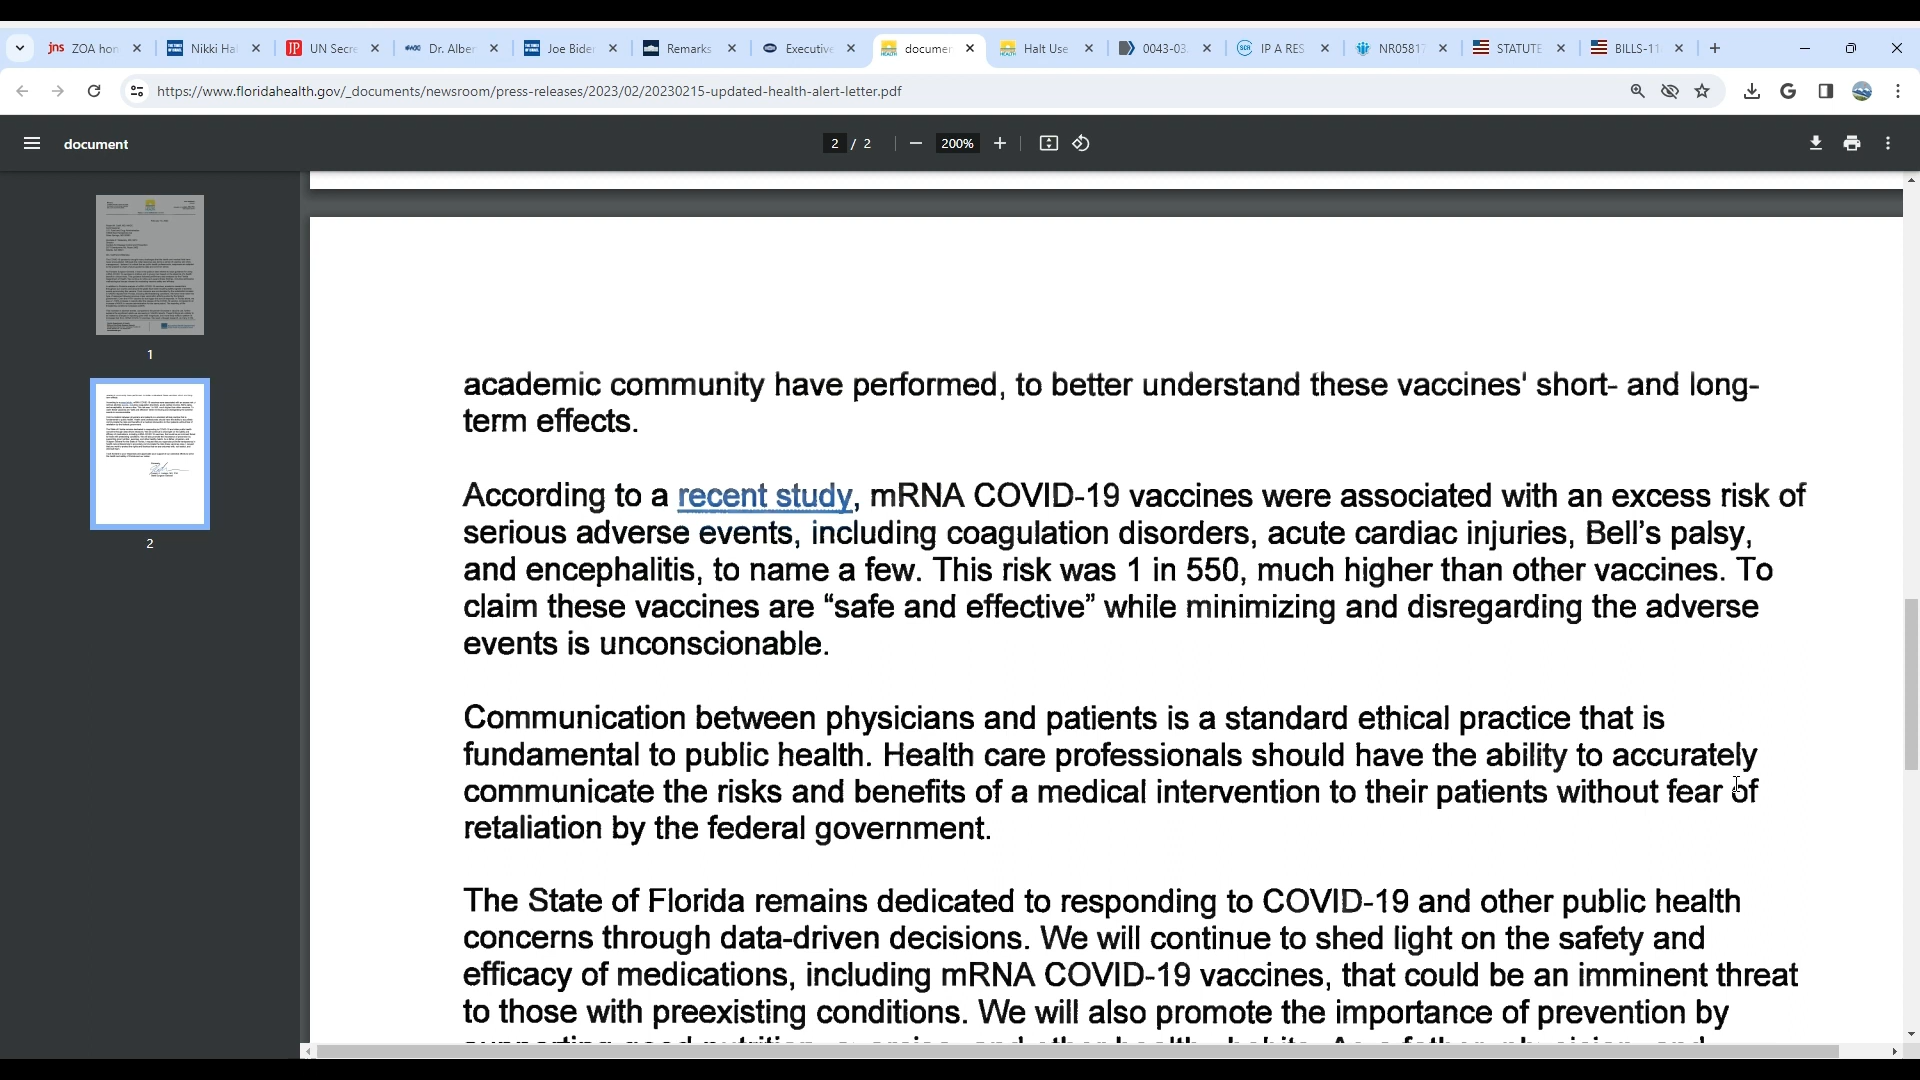 jns ZOA hon
Nikki Ha
JP UN Secre
Dr. Alber
Joe Bide
Remarks
Executive
documen
Halt Use
0043-03
IP A RES
NR0581
STATUTE
BILLS-11
https://www.floridahealth.gov/_documents/newsroom/press-releases/2023/02/20230215-updated-health-alert-letter.pdf
document
2 / 2
200%
1
2
academic community have performed, to better understand these vaccines' short- and long-
term effects.
According to a recent study, mRNA COVID-19 vaccines were associated with an excess risk of
serious adverse events, including coagulation disorders, acute cardiac injuries, Bell's palsy,
and encephalitis, to name a few. This risk was 1 in 550, much higher than other vaccines. To
claim these vaccines are “safe and effective” while minimizing and disregarding the adverse
events is unconscionable.
Communication between physicians and patients is a standard ethical practice that is
fundamental to public health. Health care professionals should have the ability to accurately
communicate the risks and benefits of a medical intervention to their patients without fear of
retaliation by the federal government.
The State of Florida remains dedicated to responding to COVID-19 and other public health
concerns through data-driven decisions. We will continue to shed light on the safety and
efficacy of medications, including mRNA COVID-19 vaccines, that could be an imminent threat
to those with preexisting conditions. We will also promote the importance of prevention by